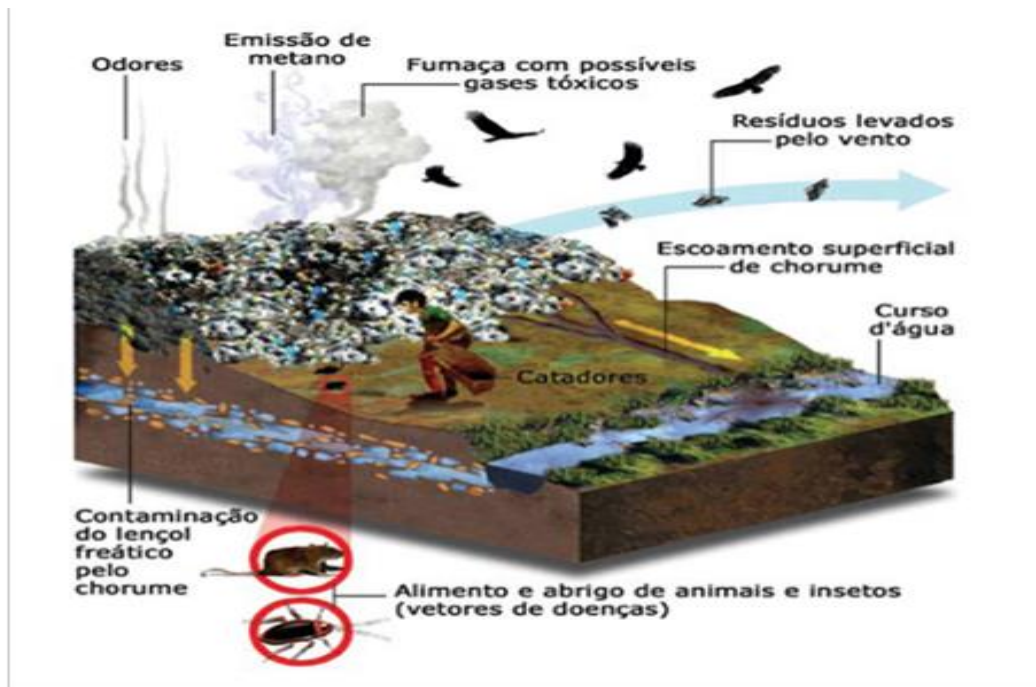 Odores
Emissão de
metano
Fumaça com possíveis
gases tóxicos
Resíduos levados
pelo vento
Escoamento superficial
de chorume
Curso
d'água
Catadores
Contaminação
do lençol
freático
pelo
chorume
Alimento e abrigo de animais e insetos
(vetores de doenças)